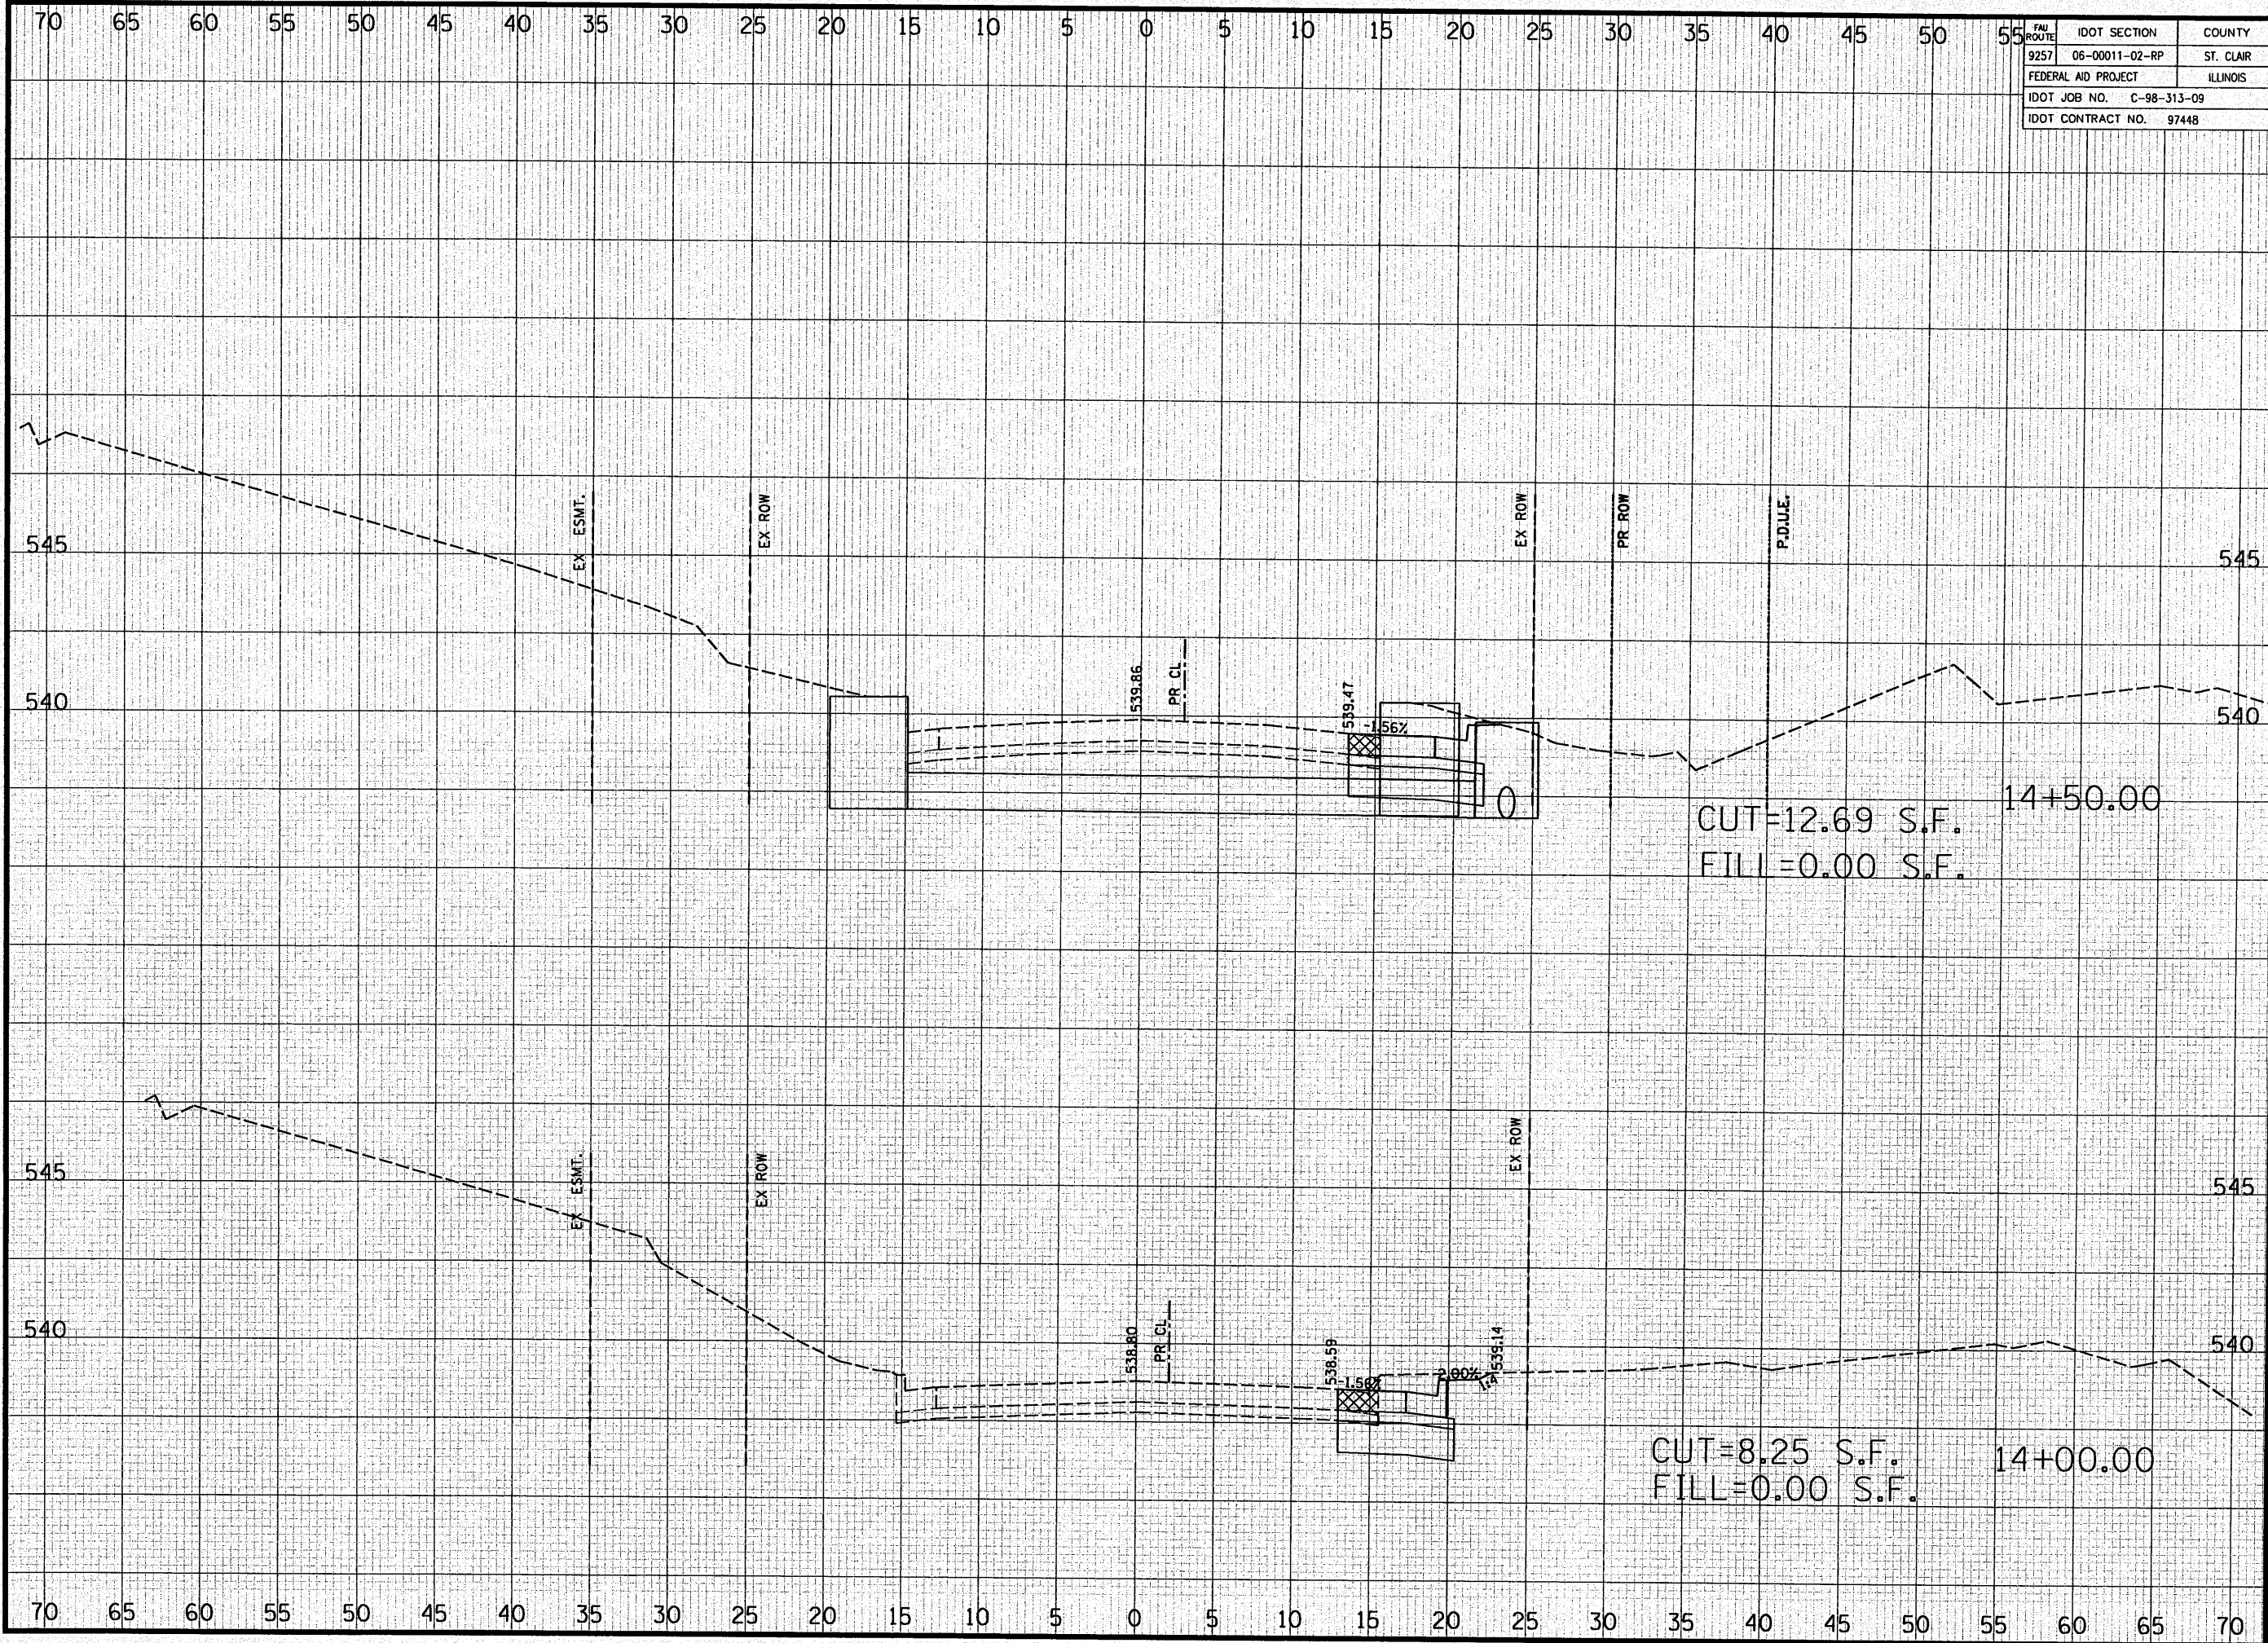 70 65 60 55 50 45 40 35 30 25 20 15 10 5 0 5 10 15 20 25 30 35 40 45 50 55
FAU ROUTE IDOT SECTION COUNTY
9257 06-00011-02-RP ST. CLAIR
FEDERAL AID PROJECT ILLINOIS
IDOT JOB NO. C-98-313-09
IDOT CONTRACT NO. 97448
EX ESMT.
EX ROW
EX ROW
PR ROW
P.D.U.E.
545 545
539.86
PR CL
539.47
-1.56%
540 540
14+50.00
CUT=12.69 S.F.
FILL=0.00 S.F.
EX ESMT.
EX ROW
EX ROW
545 545
538.80
PR CL
538.59
-1.56%
2.00%
1:4
539.14
540 540
CUT=8.25 S.F. 14+00.00
FILL=0.00 S.F.
70 65 60 55 50 45 40 35 30 25 20 15 10 5 0 5 10 15 20 25 30 35 40 45 50 55 60 65 70